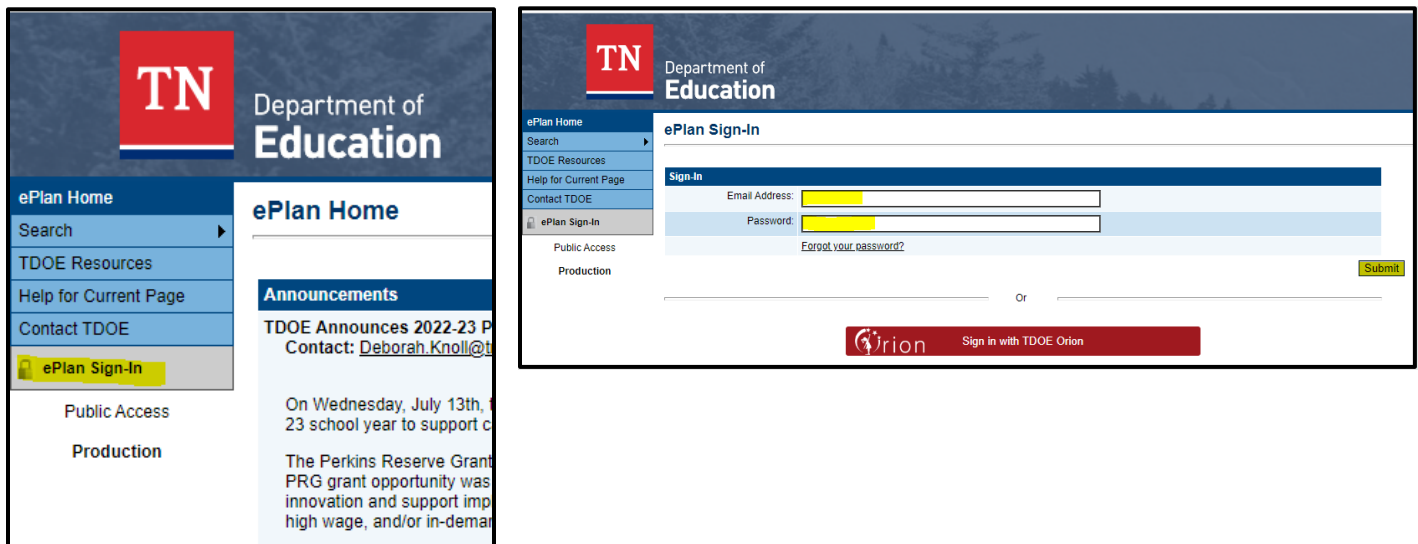 TN
Department of
Education
ePlan Home
Search
TDOE Resources
Help for Current Page
Contact TDOE
ePlan Sign-In
Public Access
Production
ePlan Home
Announcements
TDOE Announces 2022-23 P
Contact: Deborah.Knoll@t
On Wednesday, July 13th,
23 school year to support c
The Perkins Reserve Grant
PRG grant opportunity was
innovation and support imp
high wage, and/or in-demar
TN
Department of
Education
ePlan Home
Search
TDOE Resources
Help for Current Page
Contact TDOE
ePlan Sign-In
Public Access
Production
ePlan Sign-In
Sign-In
Email Address:
Password:
Forgot your password?
Submit
Or
Orion
Sign in with TDOE Orion